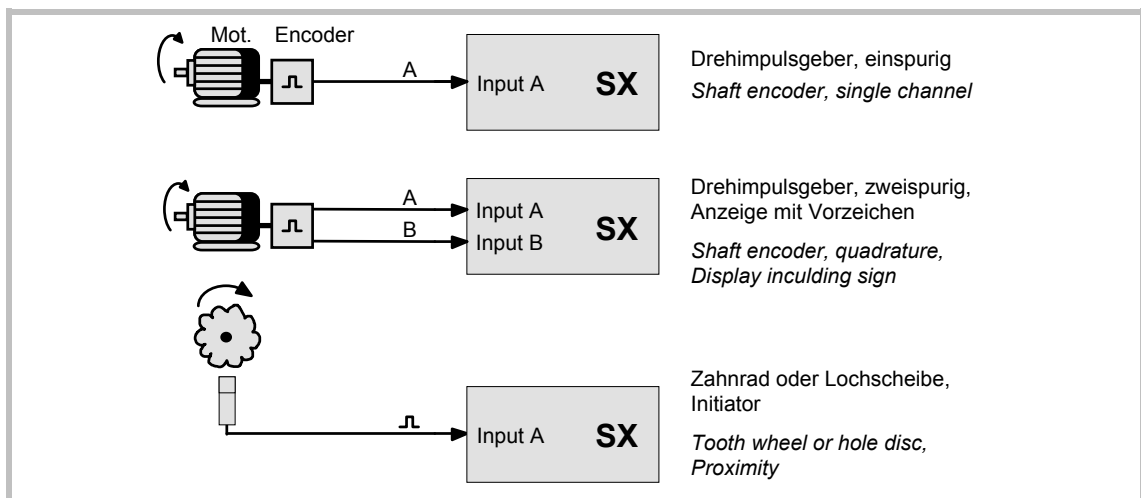 Mot. Encoder
A
Input A SX
Drehimpulsgeber, einspurig
Shaft encoder, single channel
A
B
Input A
Input B
SX
Drehimpulsgeber, zweispurig,
Anzeige mit Vorzeichen
Shaft encoder, quadrature,
Display inculding sign
Input A SX
Zahnrad oder Lochscheibe,
Initiator
Tooth wheel or hole disc,
Proximity